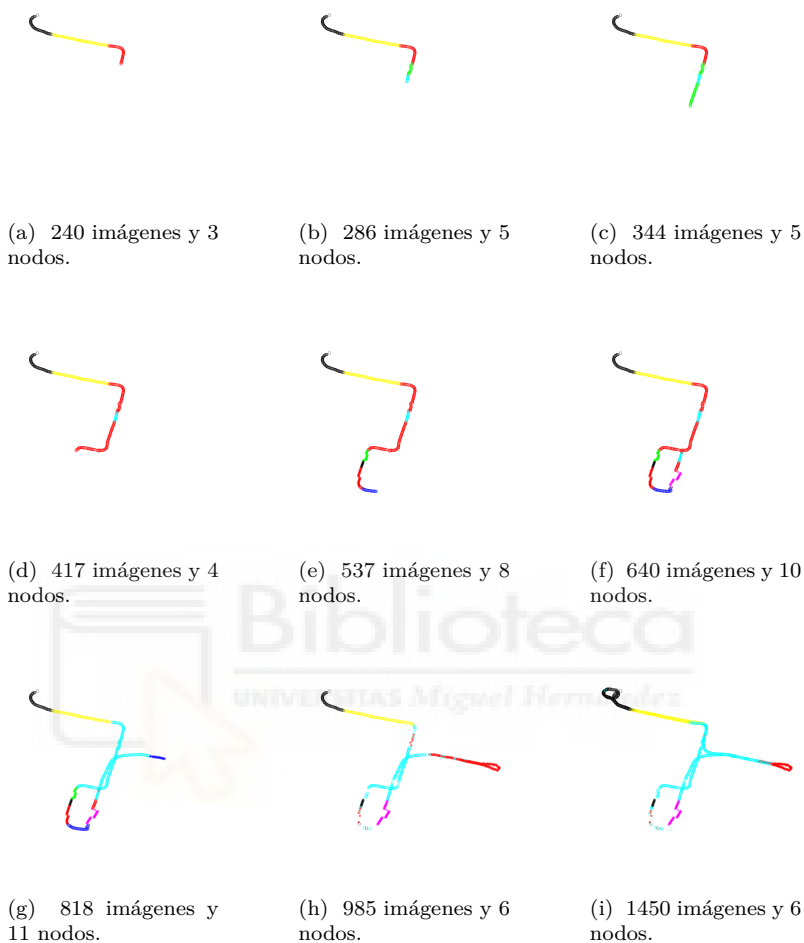 (a) 240 imágenes y 3
nodos.
(b) 286 imágenes y 5
nodos.
(c) 344 imágenes y 5
nodos.
(d) 417 imágenes y 4
nodos.
(e) 537 imágenes y 8
nodos.
(f) 640 imágenes y 10
nodos.
Biblioteca
UNIVERSITAS Miguel Hernández
(g) 818 imágenes y
11 nodos.
(h) 985 imágenes y 6
nodos.
(i) 1450 imágenes y 6
nodos.